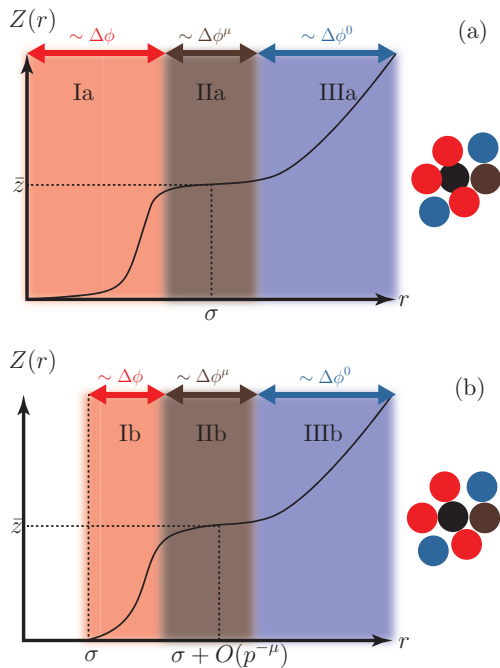 Z(r)
~ Δϕ ~ Δϕ^μ ~ Δϕ^0
(a)
Ia IIa IIIa
z̄
σ
r
Z(r)
~ Δϕ ~ Δϕ^μ ~ Δϕ^0
(b)
Ib IIb IIIb
z̄
σ σ + O(p^{-μ})
r